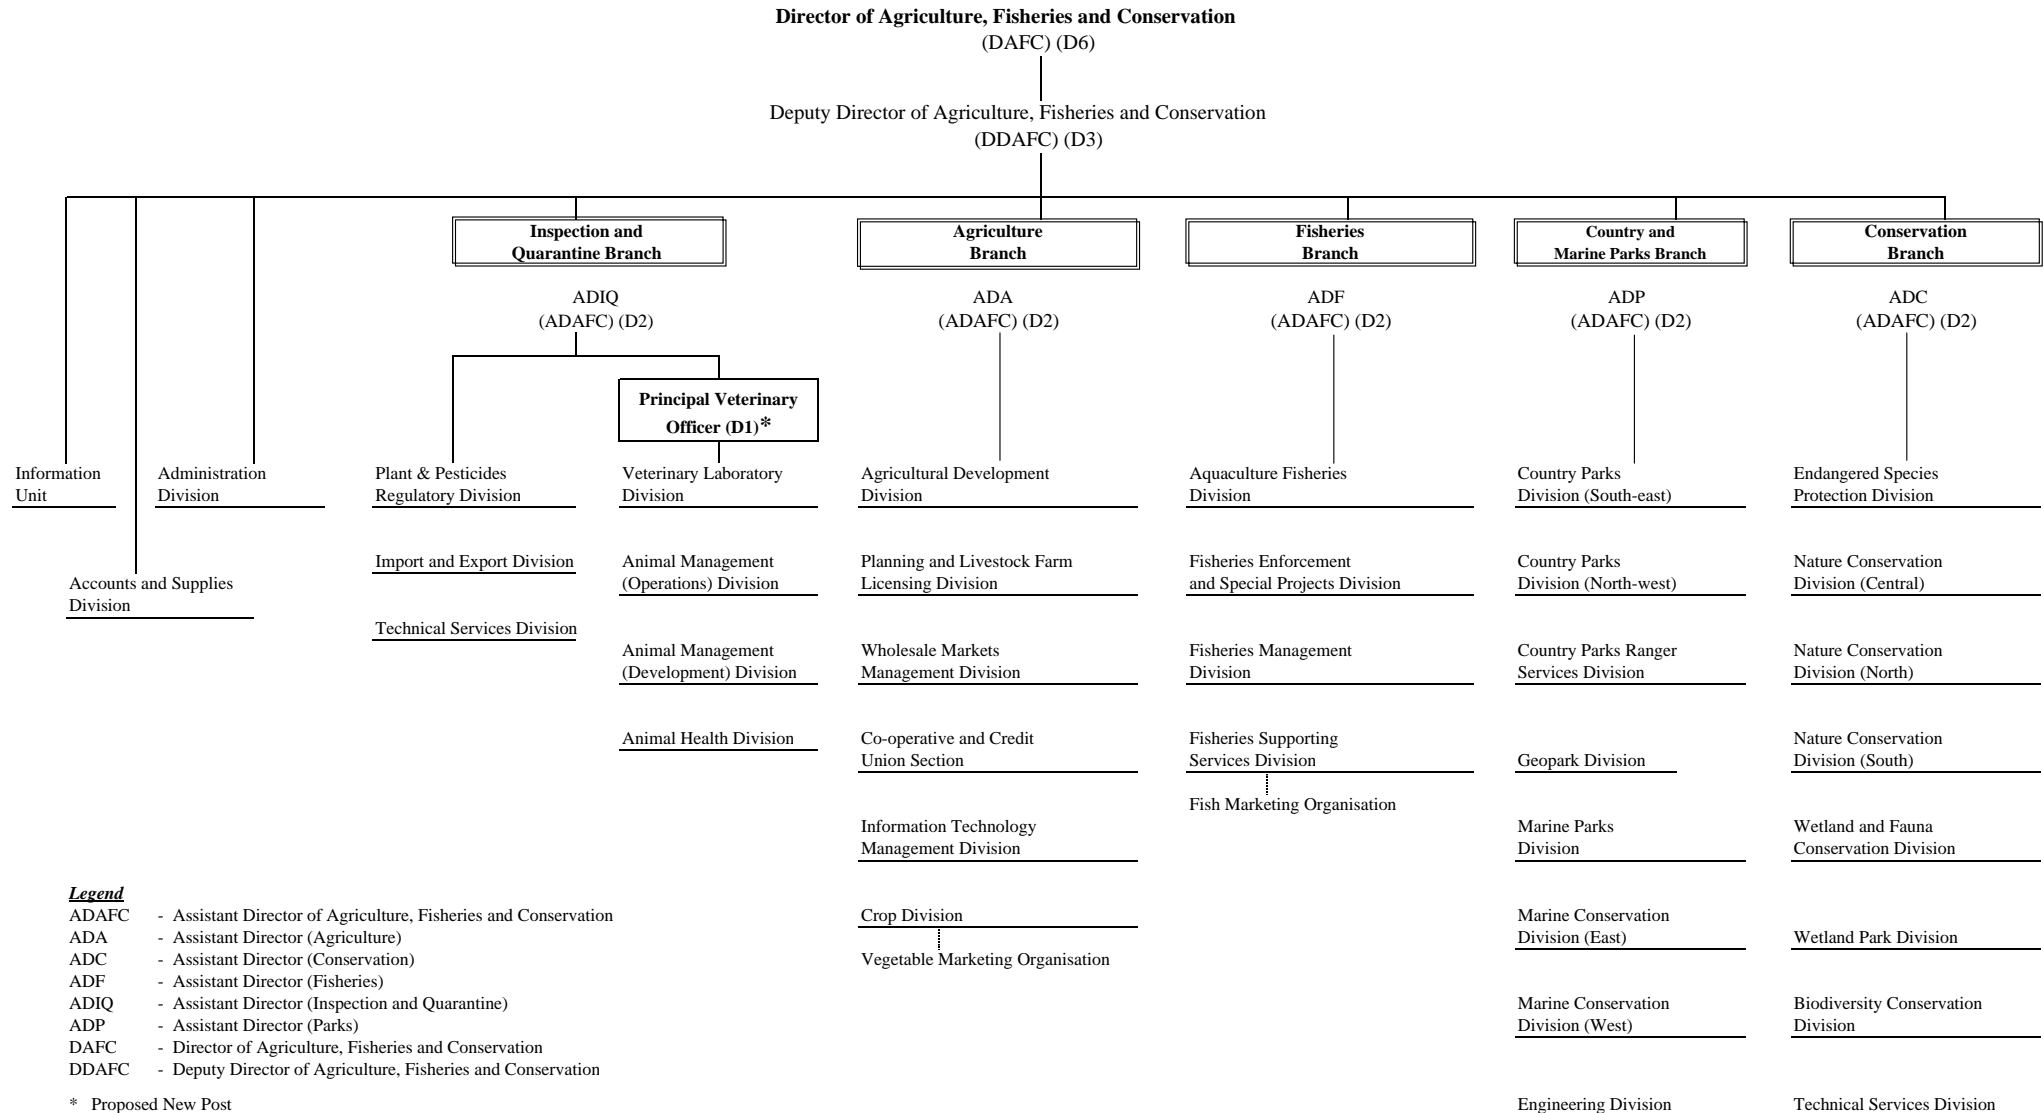 Director of Agriculture, Fisheries and Conservation
(DAFC) (D6)
Deputy Director of Agriculture, Fisheries and Conservation
(DDAFC) (D3)
Inspection and
Quarantine Branch
Agriculture
Branch
Fisheries
Branch
Country and
Marine Parks Branch
Conservation
Branch
ADIQ
(ADAFC) (D2)
ADA
(ADAFC) (D2)
ADF
(ADAFC) (D2)
ADP
(ADAFC) (D2)
ADC
(ADAFC) (D2)
Principal Veterinary
Officer (D1)*
Information
Unit
Accounts and Supplies
Division
Administration
Division
Plant & Pesticides
Regulatory Division
Import and Export Division
Technical Services Division
Veterinary Laboratory
Division
Animal Management
(Operations) Division
Animal Management
(Development) Division
Animal Health Division
Agricultural Development
Division
Planning and Livestock Farm
Licensing Division
Wholesale Markets
Management Division
Co-operative and Credit
Union Section
Information Technology
Management Division
Crop Division
Vegetable Marketing Organisation
Aquaculture Fisheries
Division
Fisheries Enforcement
and Special Projects Division
Fisheries Management
Division
Fisheries Supporting
Services Division
Fish Marketing Organisation
Country Parks
Division (South-east)
Country Parks
Division (North-west)
Country Parks Ranger
Services Division
Geopark Division
Marine Parks
Division
Marine Conservation
Division (East)
Marine Conservation
Division (West)
Engineering Division
Endangered Species
Protection Division
Nature Conservation
Division (Central)
Nature Conservation
Division (North)
Nature Conservation
Division (South)
Wetland and Fauna
Conservation Division
Wetland Park Division
Biodiversity Conservation
Division
Technical Services Division
Legend
ADAFC - Assistant Director of Agriculture, Fisheries and Conservation
ADA - Assistant Director (Agriculture)
ADC - Assistant Director (Conservation)
ADF - Assistant Director (Fisheries)
ADIQ - Assistant Director (Inspection and Quarantine)
ADP - Assistant Director (Parks)
DAFC - Director of Agriculture, Fisheries and Conservation
DDAFC - Deputy Director of Agriculture, Fisheries and Conservation
* Proposed New Post